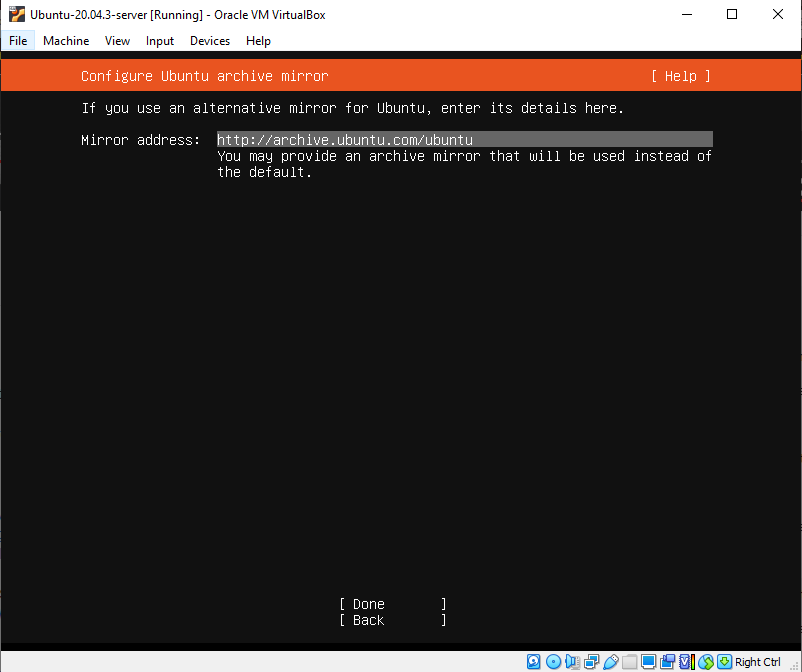 Ubuntu-20.04.3-server [Running] - Oracle VM VirtualBox
File Machine View Input Devices Help
Configure Ubuntu archive mirror [ Help ]
If you use an alternative mirror for Ubuntu, enter its details here.
Mirror address: http://archive.ubuntu.com/ubuntu
You may provide an archive mirror that will be used instead of
the default.
[ Done ]
[ Back ]
Right Ctrl